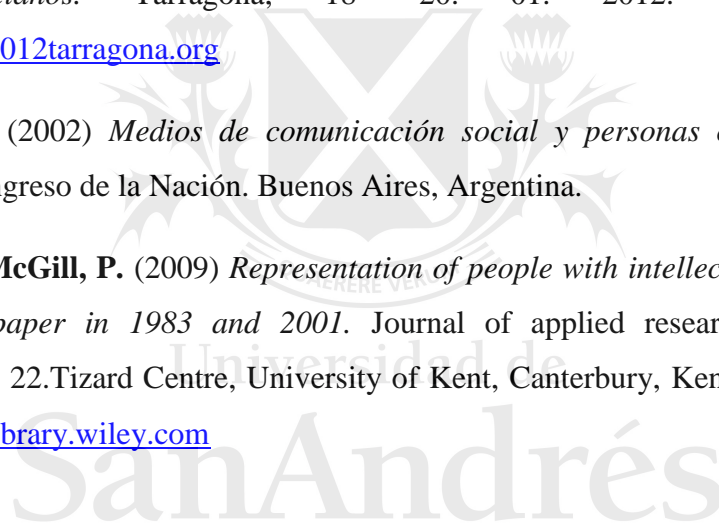 Tarragona, 18 20. 01. 2012.
012tarragona.org
(2002) Medios de comunicación social y personas
ngreso de la Nación. Buenos Aires, Argentina.
McGill, P. (2009) Representation of people with intellec
paper in 1983 and 2001. Journal of applied resear
22.Tizard Centre, University of Kent, Canterbury, Ken
brary.wiley.com
Universidad de
SanAndrés